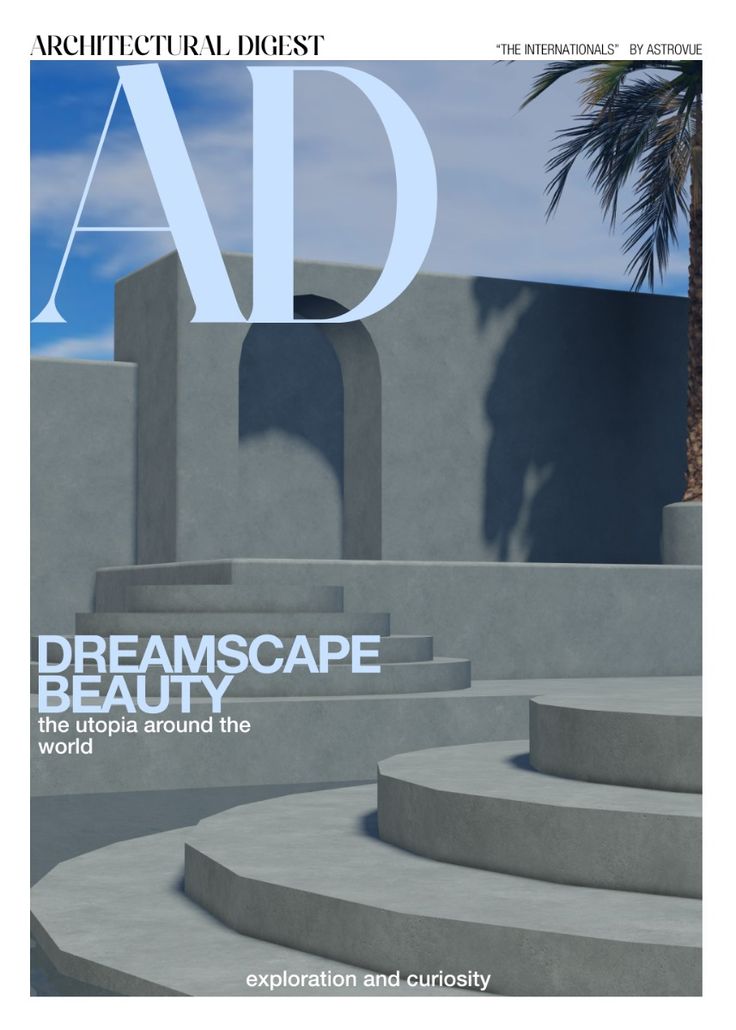 ARCHITECTURAL DIGEST
“THE INTERNATIONALS” BY ASTROVUE
AD
DREAMSCAPE
BEAUTY
the utopia around the
world
exploration and curiosity